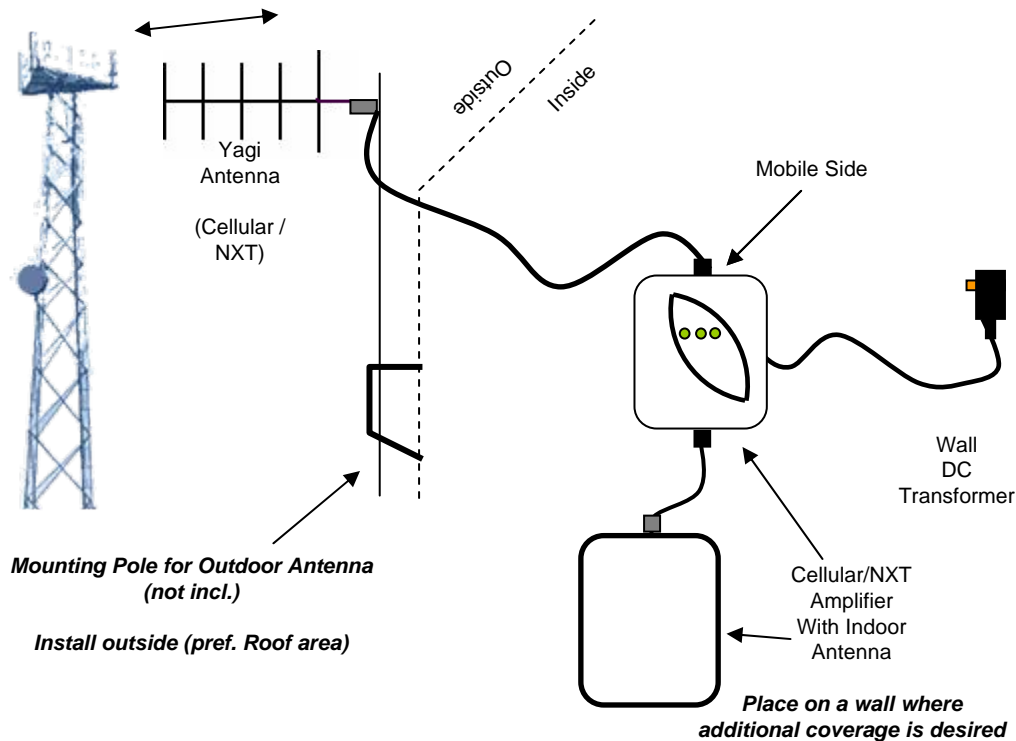 Outside
Inside
Yagi
Antenna
(Cellular /
NXT)
Mobile Side
Wall
DC
Transformer
Mounting Pole for Outdoor Antenna
(not incl.)
Install outside (pref. Roof area)
Cellular/NXT
Amplifier
With Indoor
Antenna
Place on a wall where
additional coverage is desired